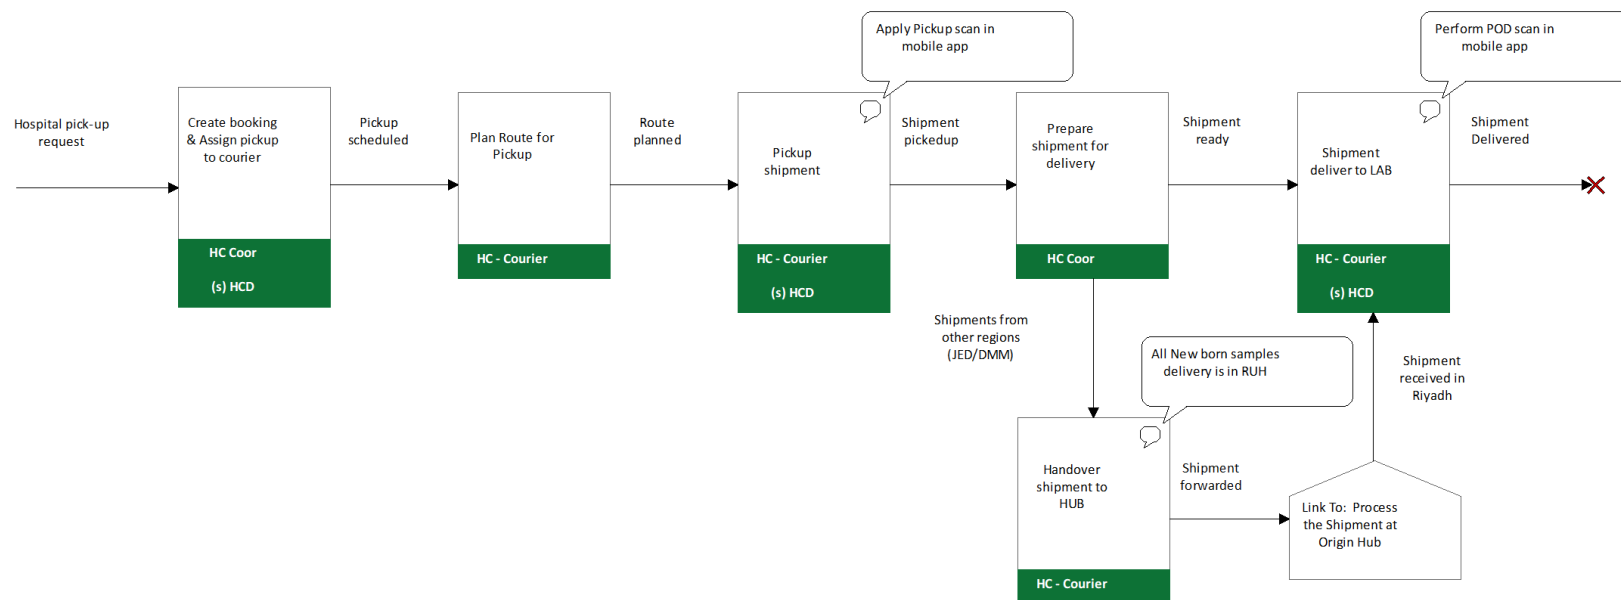 Apply Pickup scan in
mobile app
Perform POD scan in
mobile app
Hospital pick-up
request
Create booking
& Assign pickup
to courier
HC Coor
(s) HCD
Pickup
scheduled
Plan Route for
Pickup
HC - Courier
Route
planned
Pickup
shipment
HC - Courier
(s) HCD
Shipment
pickedup
Prepare
shipment for
delivery
HC Coor
Shipment
ready
Shipment
deliver to LAB
HC - Courier
(s) HCD
Shipment
Delivered
Shipments from
other regions
(JED/DMM)
All New born samples
delivery is in RUH
Handover
shipment to
HUB
HC - Courier
Shipment
forwarded
Link To:  Process
the Shipment at
Origin Hub
Shipment
received in
Riyadh